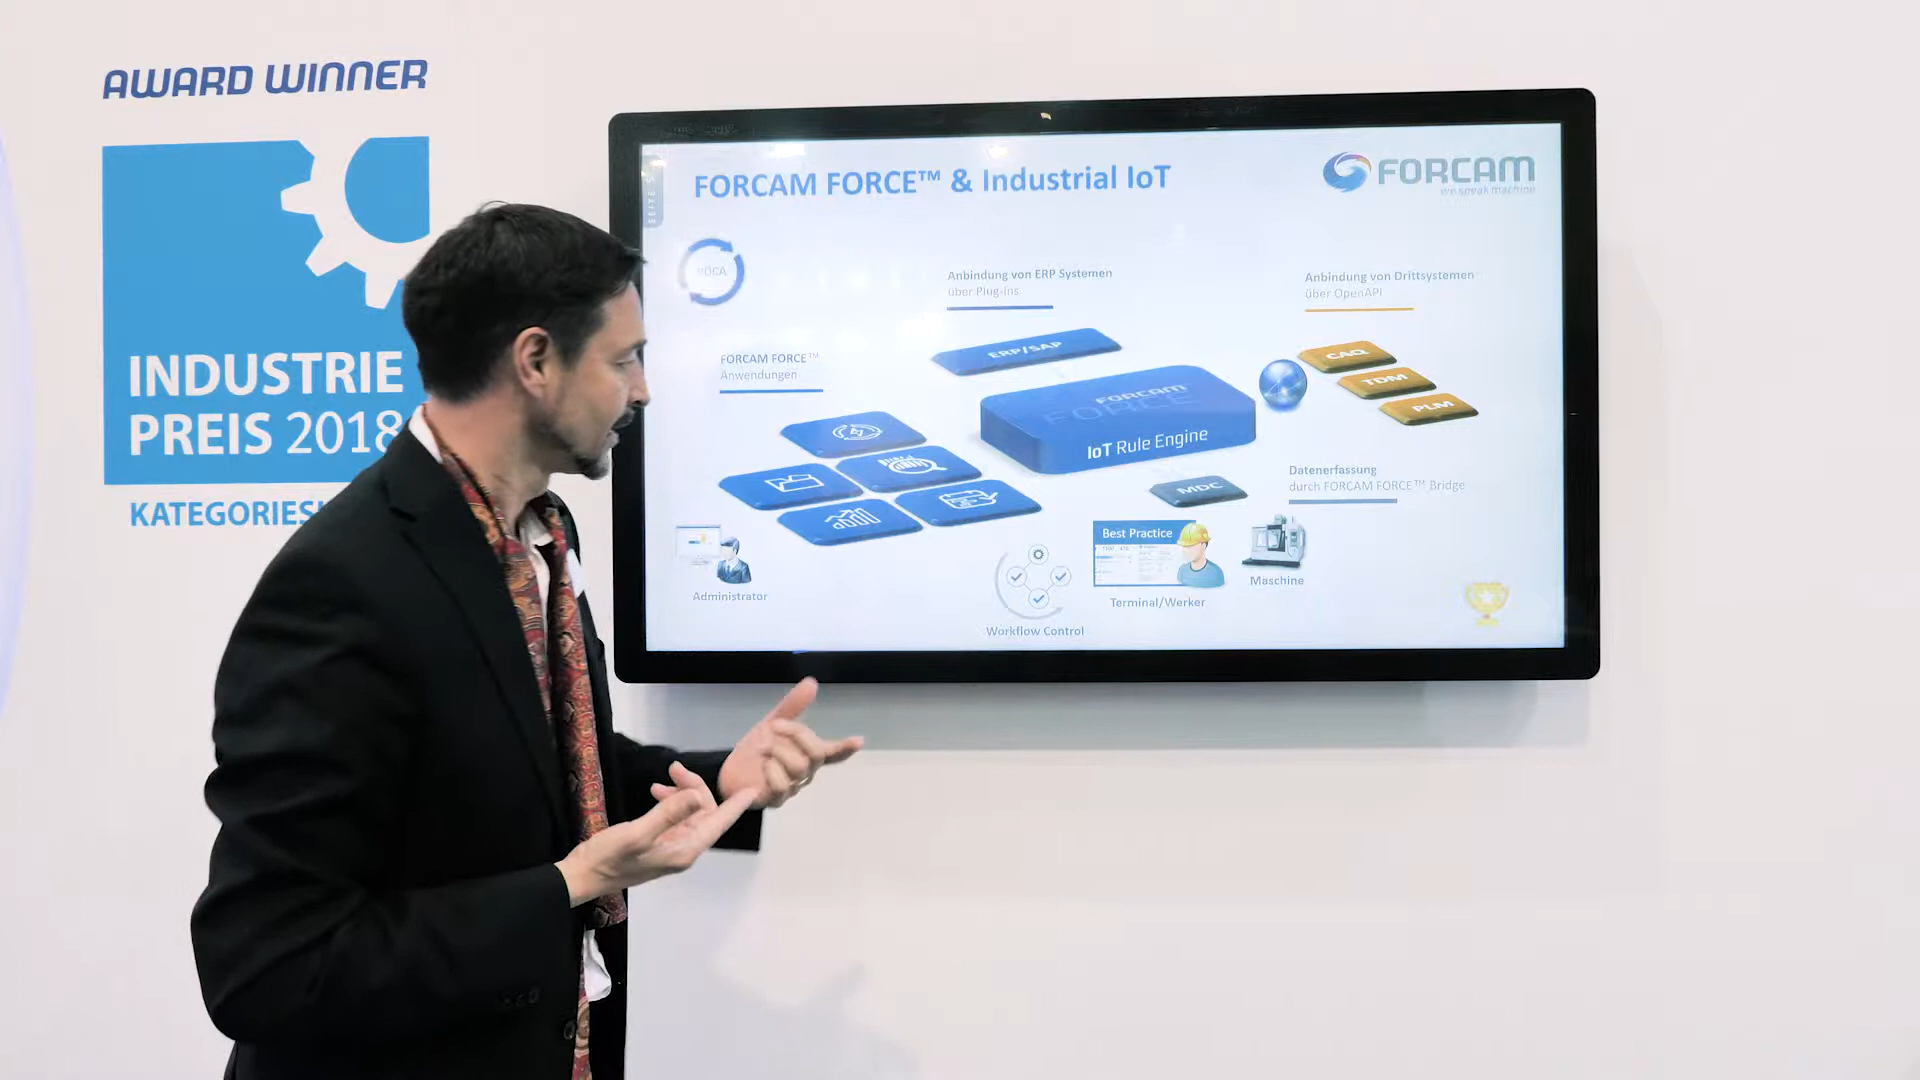 AWARD WINNER
INDUSTRIE
PREIS 2018
FORCAM FORCE™ & Industrial IoT
FORCAM
we speak machine
SEITE
PDCA
Anbindung von ERP Systemen
über Plug-ins
Anbindung von Drittsystemen
über OpenAPI
FORCAM FORCE™
Anwendungen
ERP/SAP
CAQ
TDM
PLM
FORCAM
FORCE
IoT Rule Engine
MDC
Datenerfassung
durch FORCAM FORCE™ Bridge
Best Practice
Administrator
Workflow Control
Terminal/Werker
Maschine